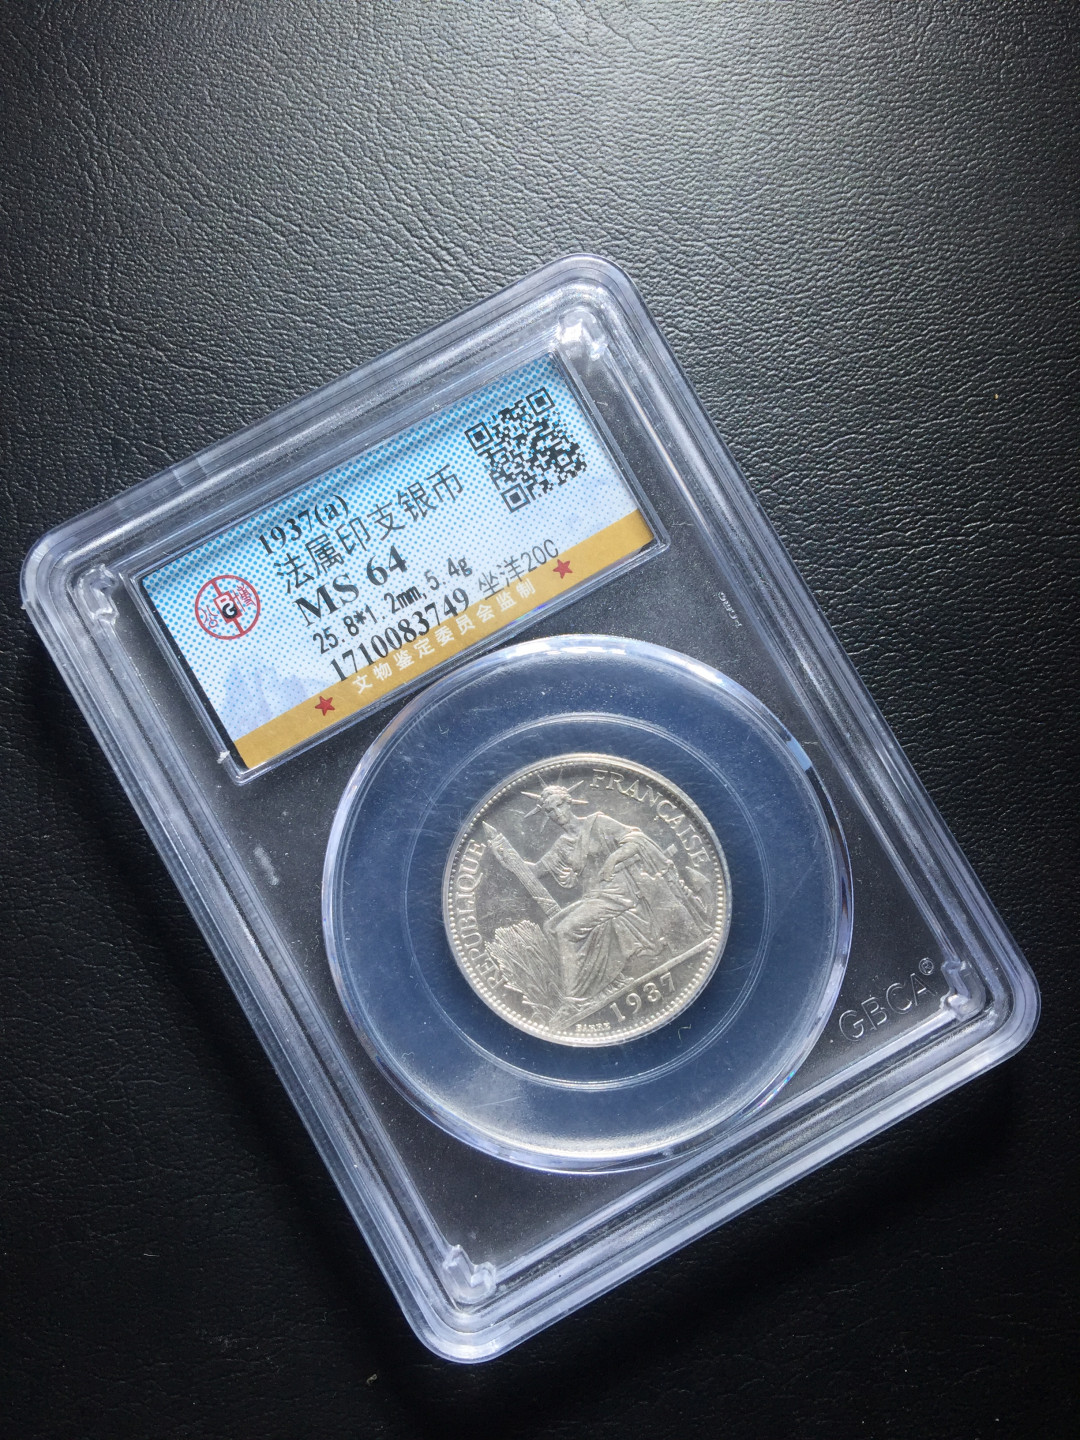 1937(a)
法属印支银币
MS 64
25.8*1.2mm,5.4g
1710083749 坐洋20C
文物鉴定委员会监制
G
REPUBLIQUE FRANÇAISE
BARRE 1937
GBCA®